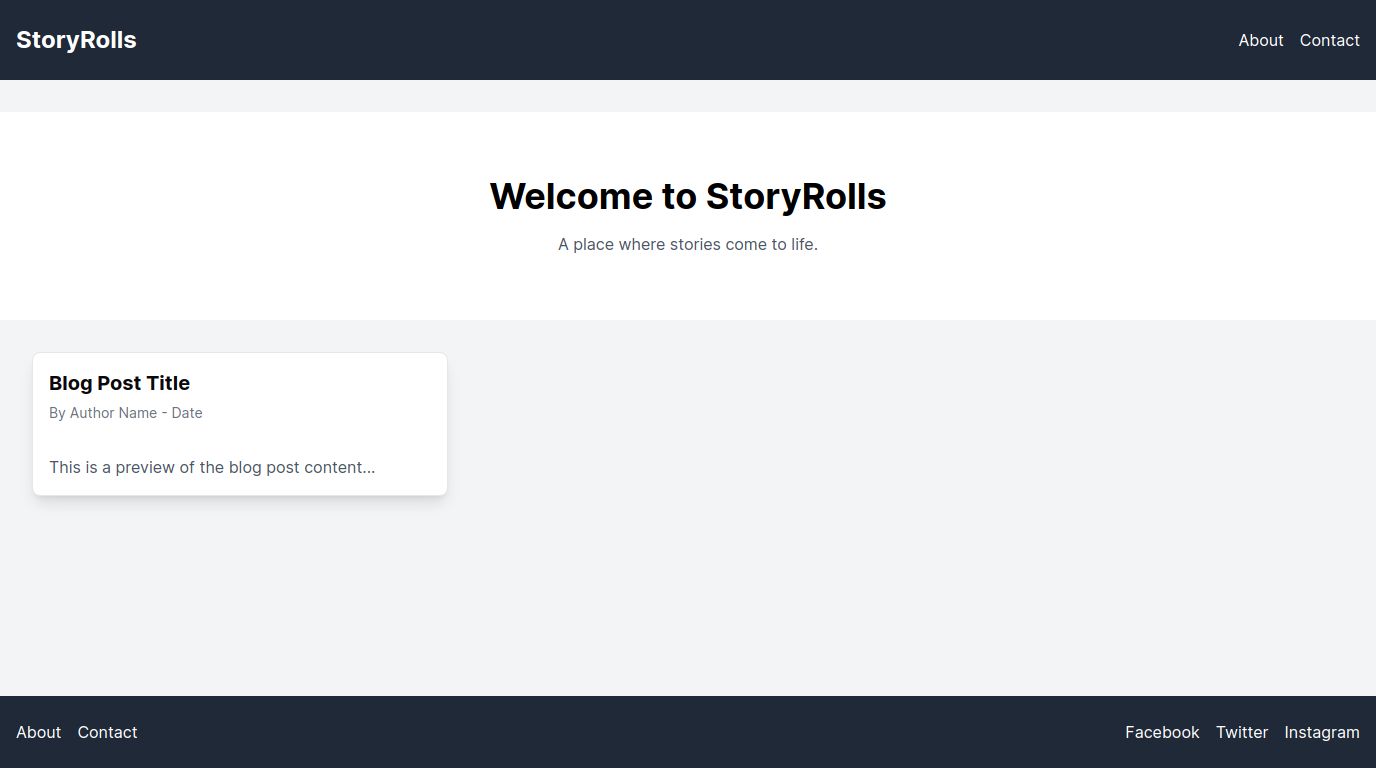 StoryRolls
About Contact
Welcome to StoryRolls
A place where stories come to life.
Blog Post Title
By Author Name - Date
This is a preview of the blog post content...
About Contact
Facebook Twitter Instagram